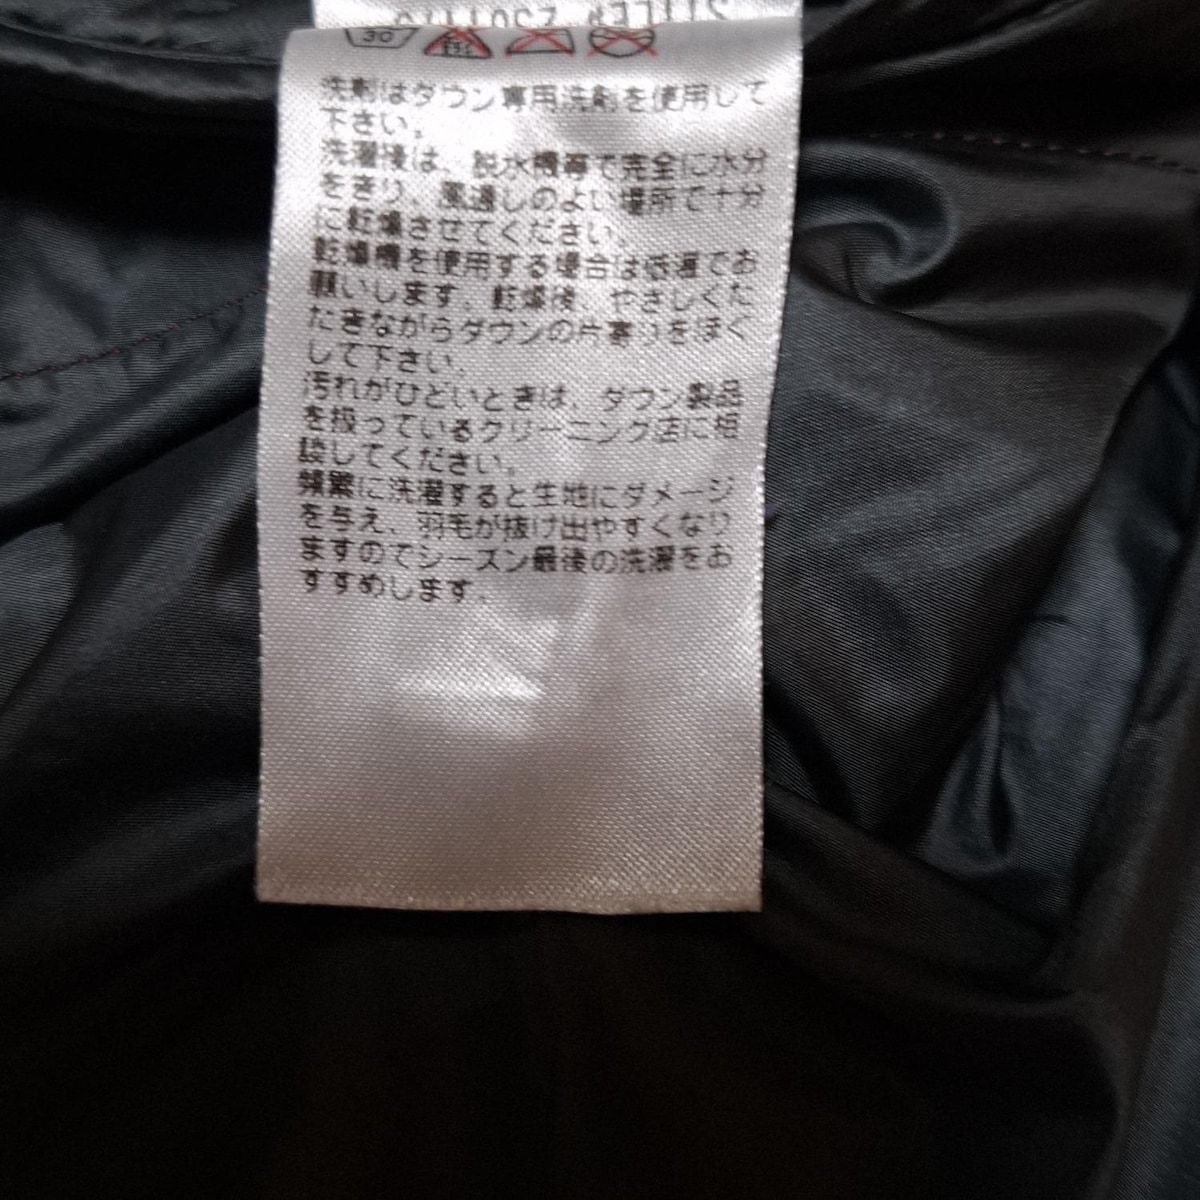 30
エンソ
洗剤はダウン専用洗剤を使用して
下さい。
洗濯後は、脱水機等で完全に水分
をきり、風通しのよい場所で十分
に乾燥させてください。
乾燥機を使用する場合は低温でお
願いします。乾燥後、やさしくた
たきながらダウンの片寄りをほぐ
して下さい。
汚れがひどいときは、ダウン製品
を扱っているクリーニング店に相
談してください。
頻繁に洗濯すると生地にダメージ
を与え、羽毛が抜け出やすくなり
ますのでシーズン最後の洗濯をお
すすめします。